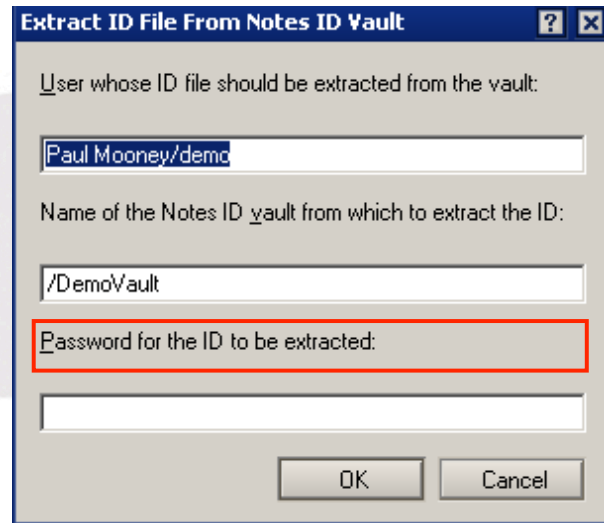 Extract ID File From Notes ID Vault
User whose ID file should be extracted from the vault:
Paul Mooney/demo
Name of the Notes ID vault from which to extract the ID:
/DemoVault
Password for the ID to be extracted:
OK Cancel